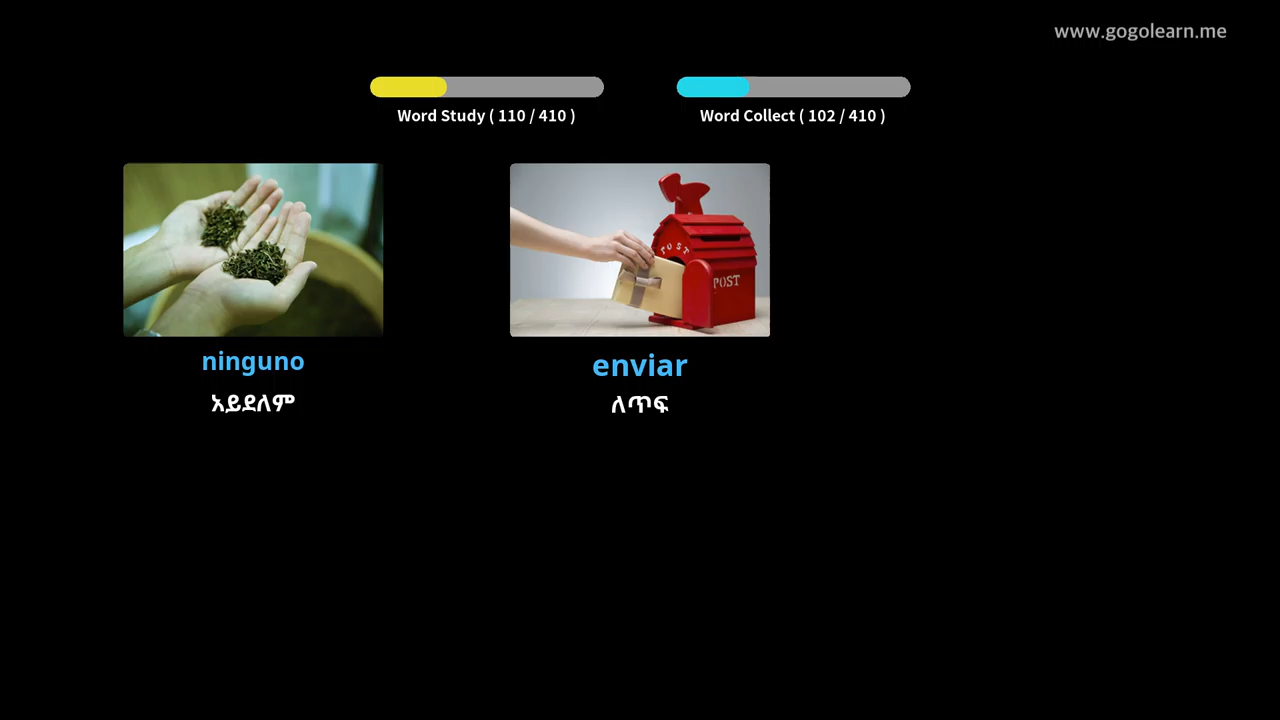 www.gogolearn.me
Word Study ( 110 / 410 )
Word Collect ( 102 / 410 )
POST
POST
ninguno
enviar
አይደለም
ለጥፍ